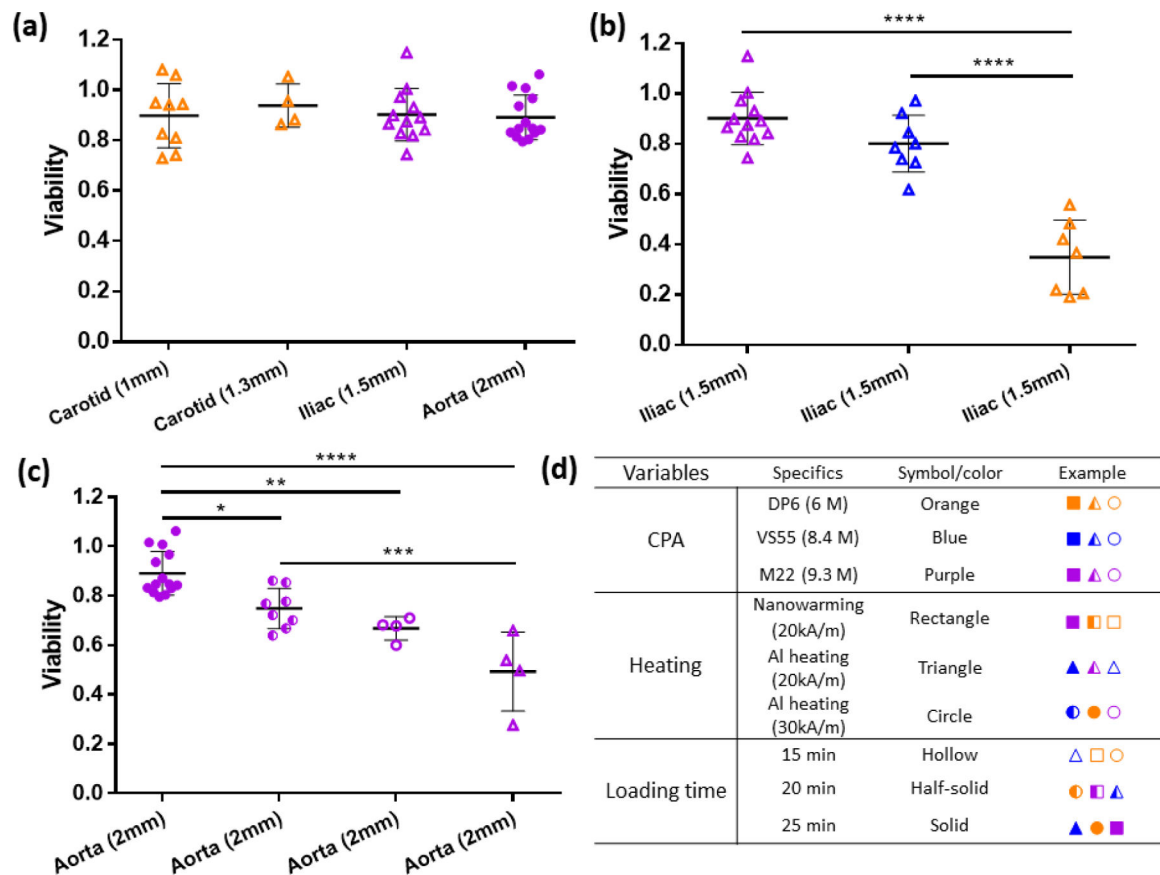 (a)
1.2
1.0
0.8
0.6
0.4
0.2
0.0
Viability
Carotid (1mm)
Carotid (1.3mm)
Iliac (1.5mm)
Aorta (2mm)
(b)
****
****
1.2
1.0
0.8
0.6
0.4
0.2
0.0
Viability
Iliac (1.5mm)
Iliac (1.5mm)
Iliac (1.5mm)
(c)
****
**
*
***
1.2
1.0
0.8
0.6
0.4
0.2
0.0
Viability
Aorta (2mm)
Aorta (2mm)
Aorta (2mm)
Aorta (2mm)
(d)
Variables Specifics Symbol/color Example
CPA
DP6 (6 M) Orange
VS55 (8.4 M) Blue
M22 (9.3 M) Purple
Heating
Nanowarming
(20kA/m)
Rectangle
Al heating
(20kA/m)
Triangle
Al heating
(30kA/m)
Circle
Loading time
15 min Hollow
20 min Half-solid
25 min Solid